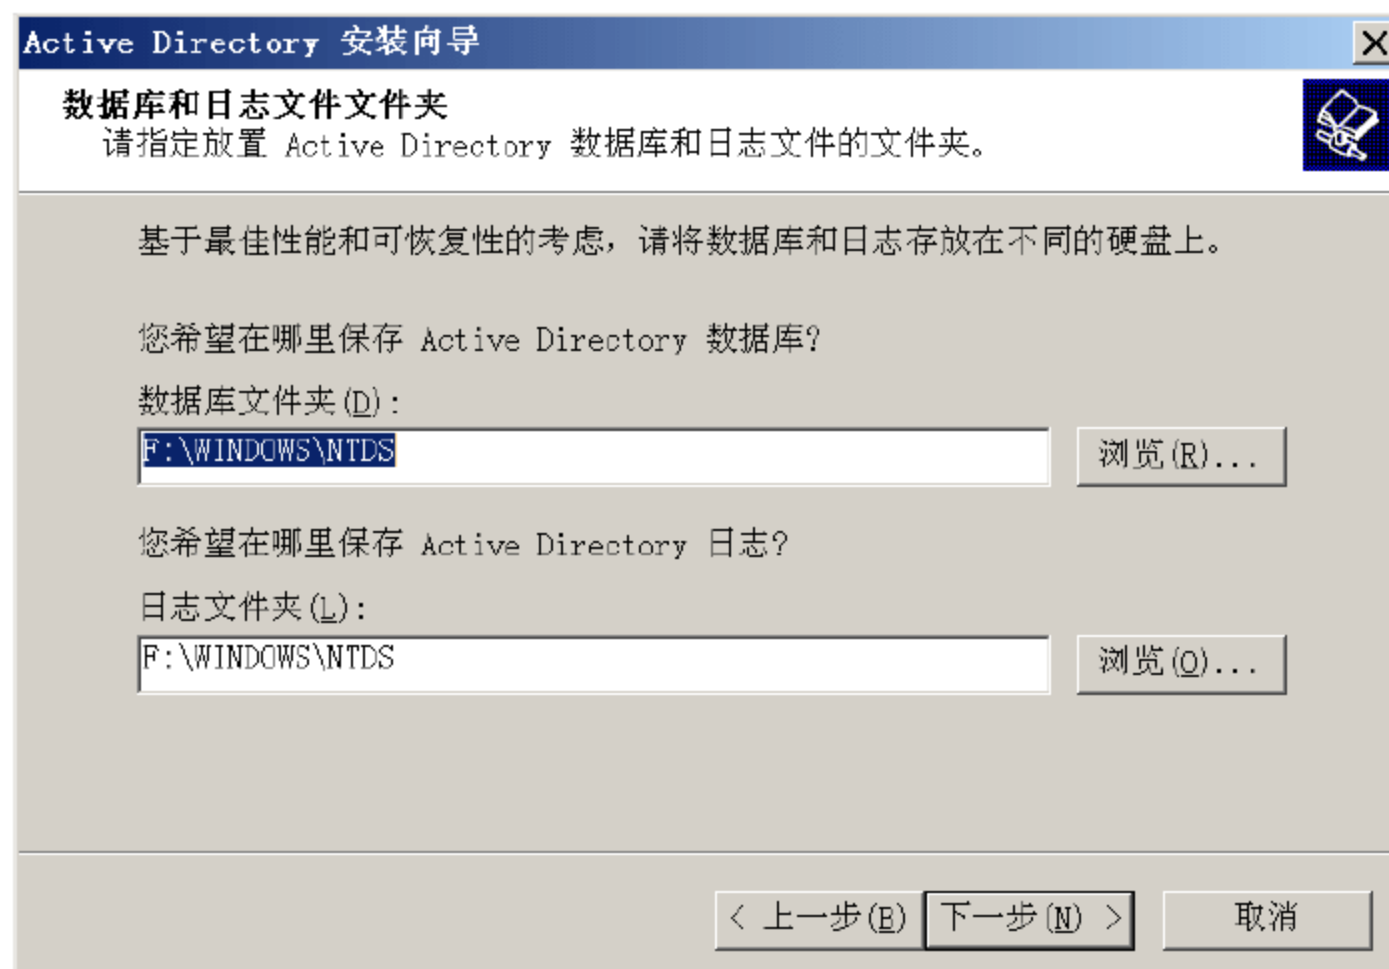 Active Directory 安装向导
数据库和日志文件文件夹
请指定放置 Active Directory 数据库和日志文件的文件夹。
基于最佳性能和可恢复性的考虑，请将数据库和日志存放在不同的硬盘上。
您希望在哪里保存 Active Directory 数据库?
数据库文件夹(D):
F:\WINDOWS\NTDS
浏览(R)...
您希望在哪里保存 Active Directory 日志?
日志文件夹(L):
F:\WINDOWS\NTDS
浏览(O)...
< 上一步(B) 下一步(N) > 取消